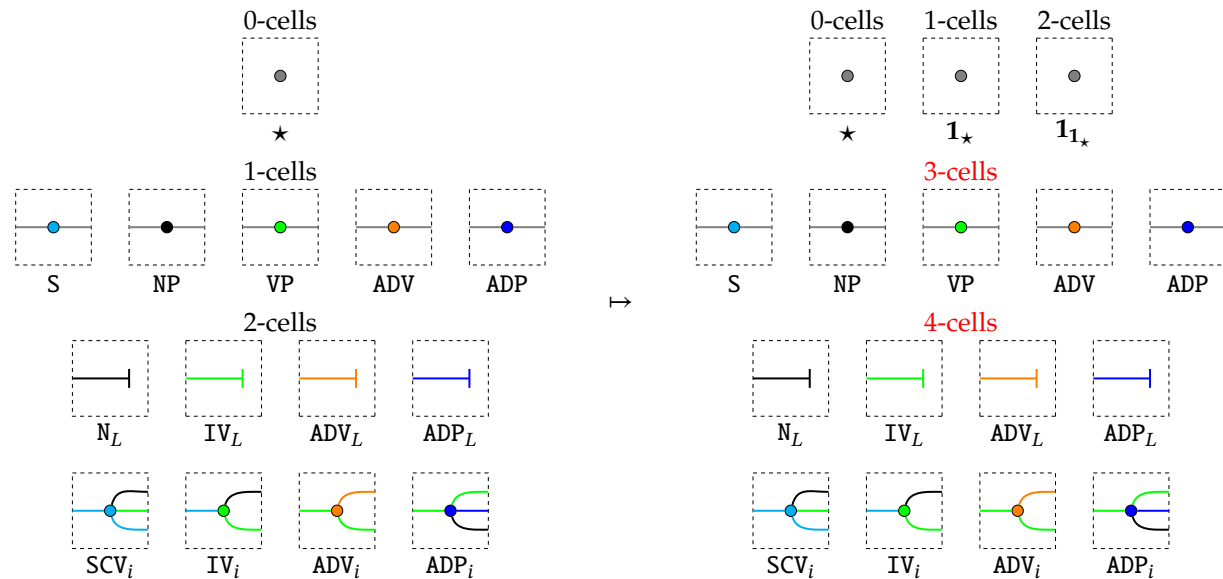 0-cells 0-cells 1-cells 2-cells
⋆ ⋆ 1⋆ 1₁⋆
1-cells 3-cells
S NP VP ADV ADP S NP VP ADV ADP
↦
2-cells 4-cells
N_L IV_L ADV_L ADP_L N_L IV_L ADV_L ADP_L
SCV_i IV_i ADV_i ADP_i SCV_i IV_i ADV_i ADP_i